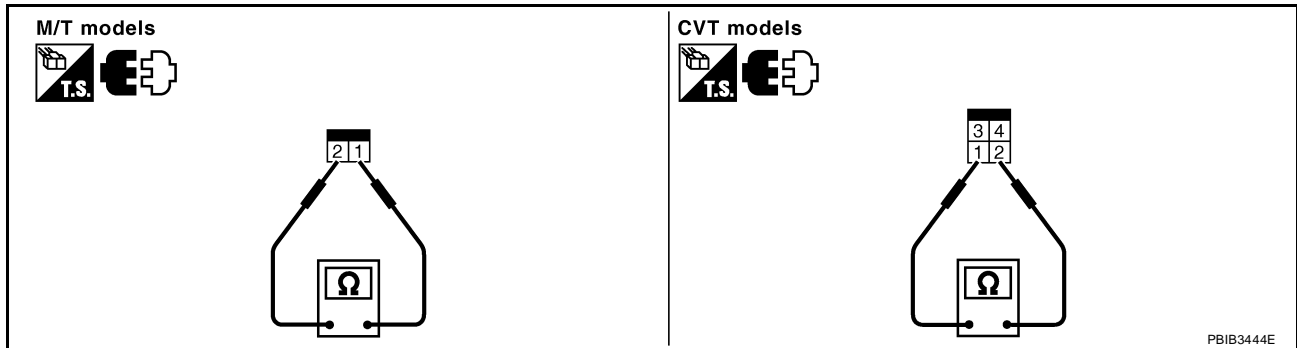 M/T models
T.S.
2 1
Ω
CVT models
T.S.
3 4
1 2
Ω
PBIB3444E